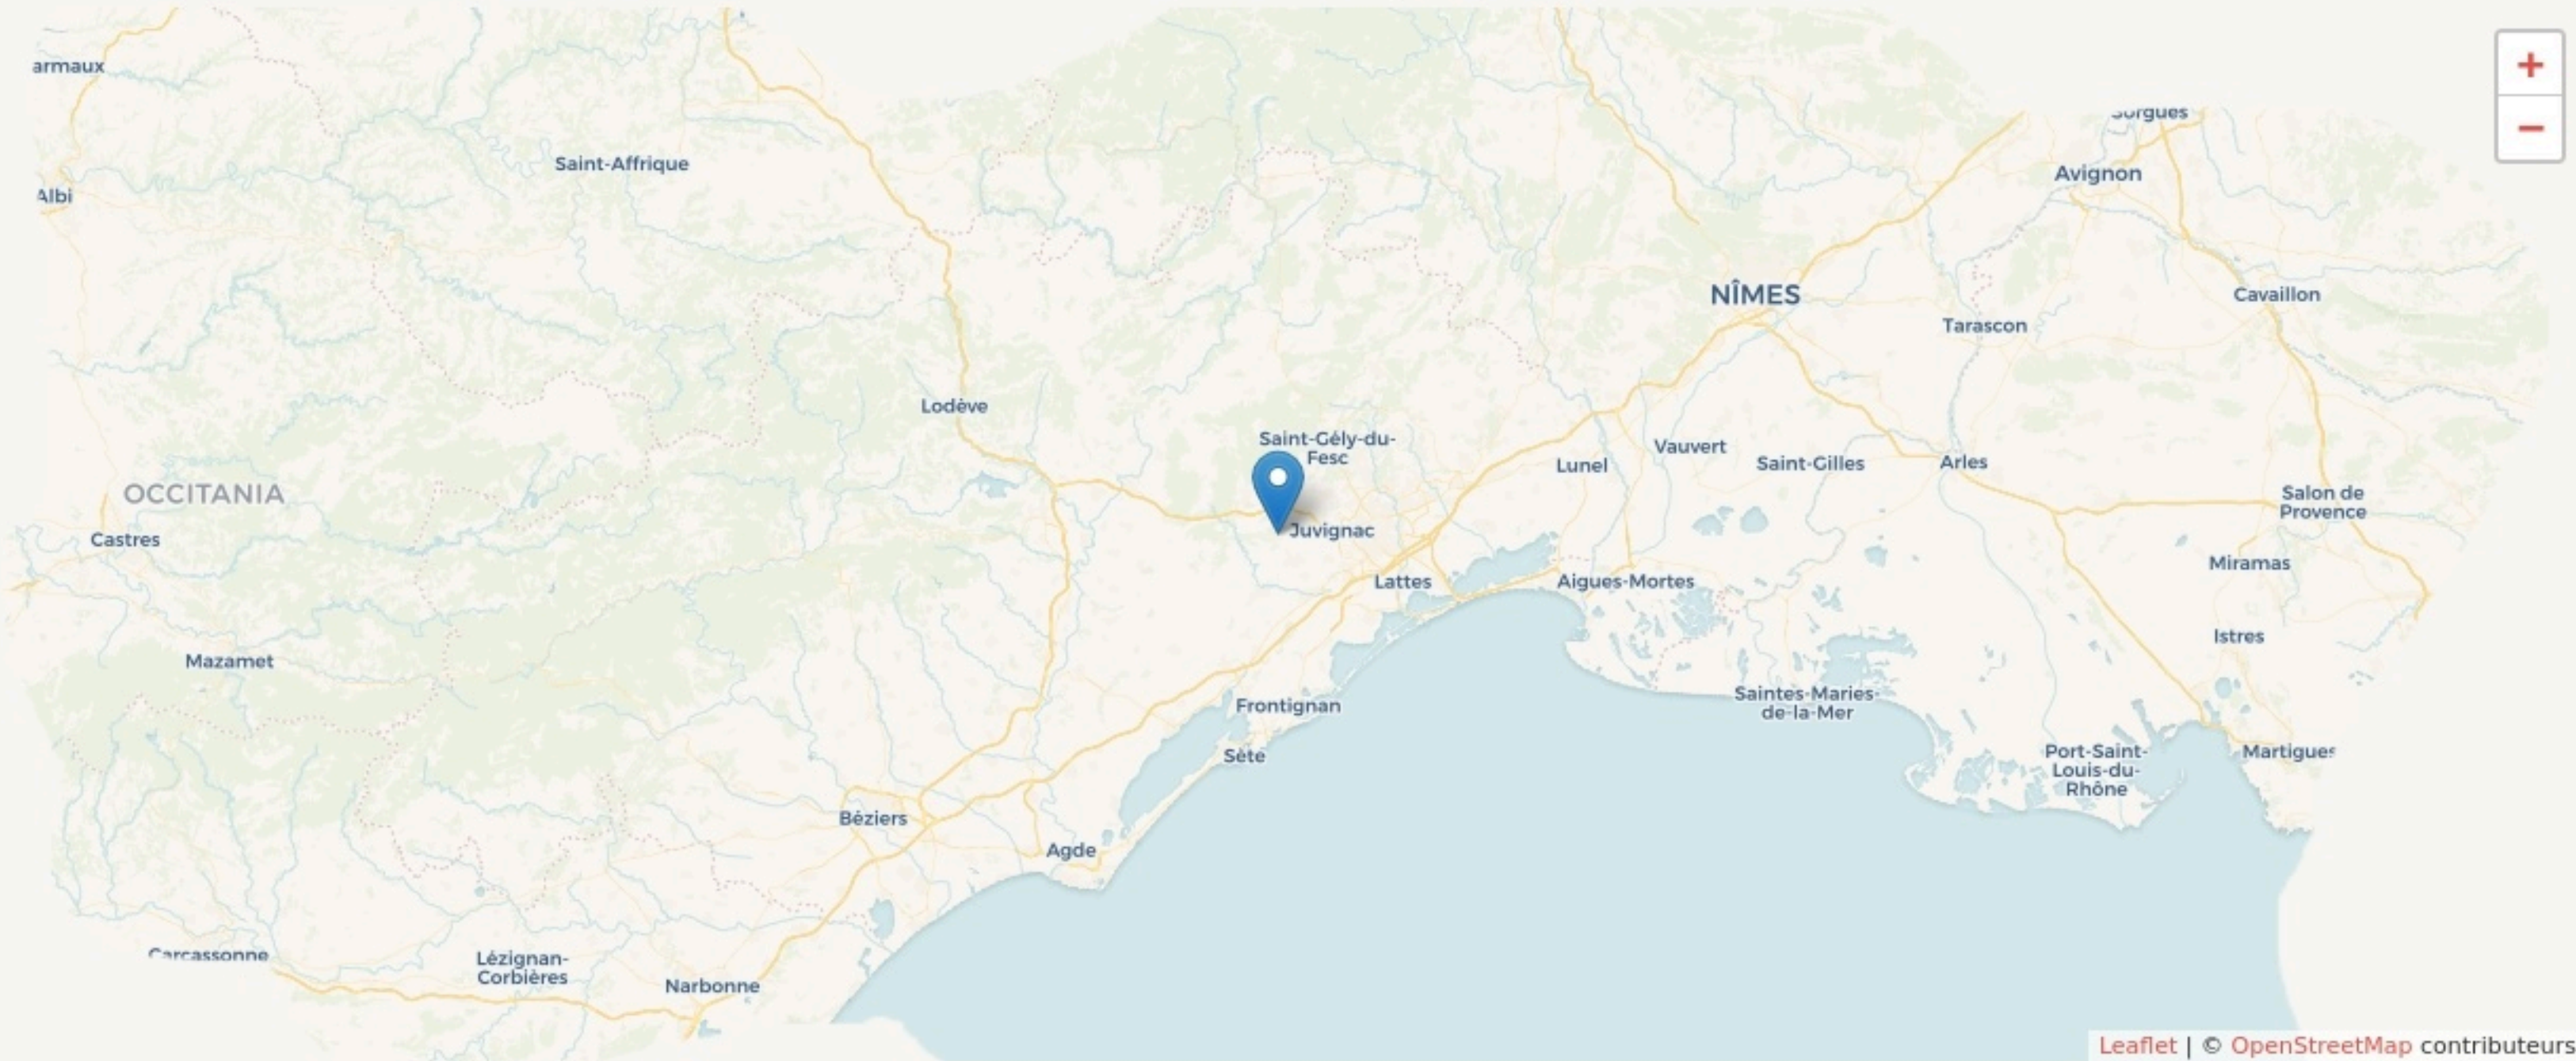 armaux
+
Sorgues
−
Saint-Affrique
Avignon
Albi
NÎMES
Cavaillon
Tarascon
Lodève
Saint-Gély-du-
Fesc
Vauvert
Lunel
Saint-Gilles
Arles
OCCITANIA
Salon de
Provence
Juvignac
Castres
Miramas
Lattes
Aigues-Mortes
Istres
Mazamet
Saintes-Maries-
de-la-Mer
Frontignan
Sète
Port-Saint-
Louis-du-
Rhône
Martigues
Béziers
Agde
Carcassonne
Lézignan-
Corbières
Narbonne
Leaflet | © OpenStreetMap contributeurs